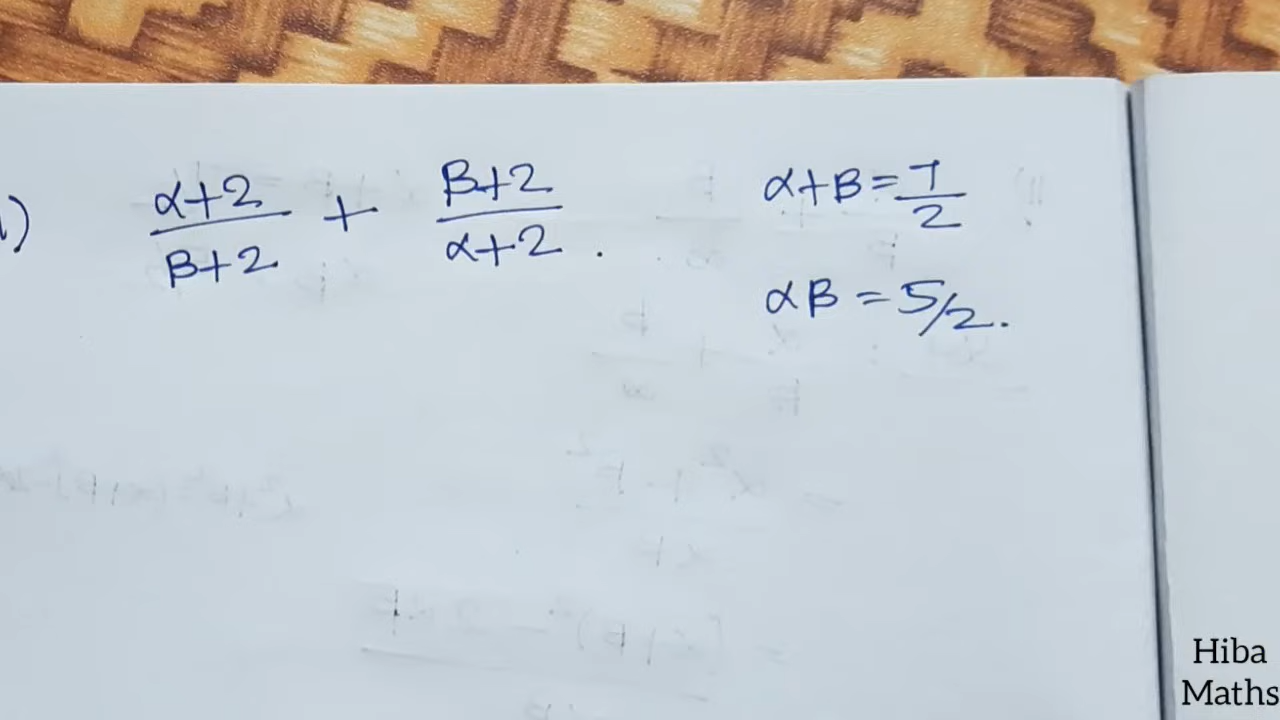 α+2/β+2 + β+2/α+2 .
α+β = 7/2
αβ = 5/2.
Hiba
Maths